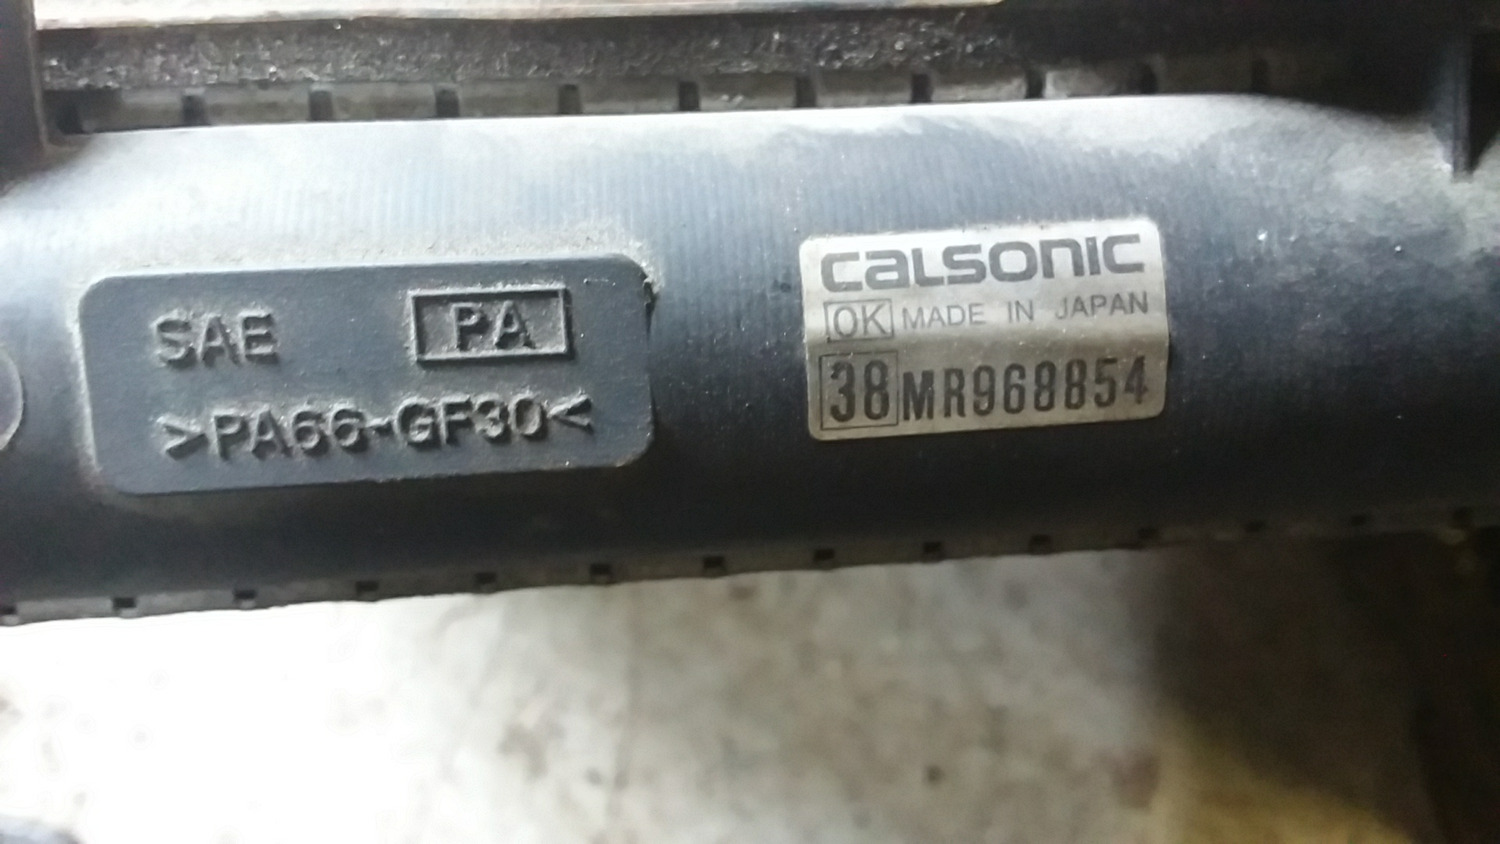 SAE PA
>PA66-GF30<
CALSONIC
OK MADE IN JAPAN
38 MR968854